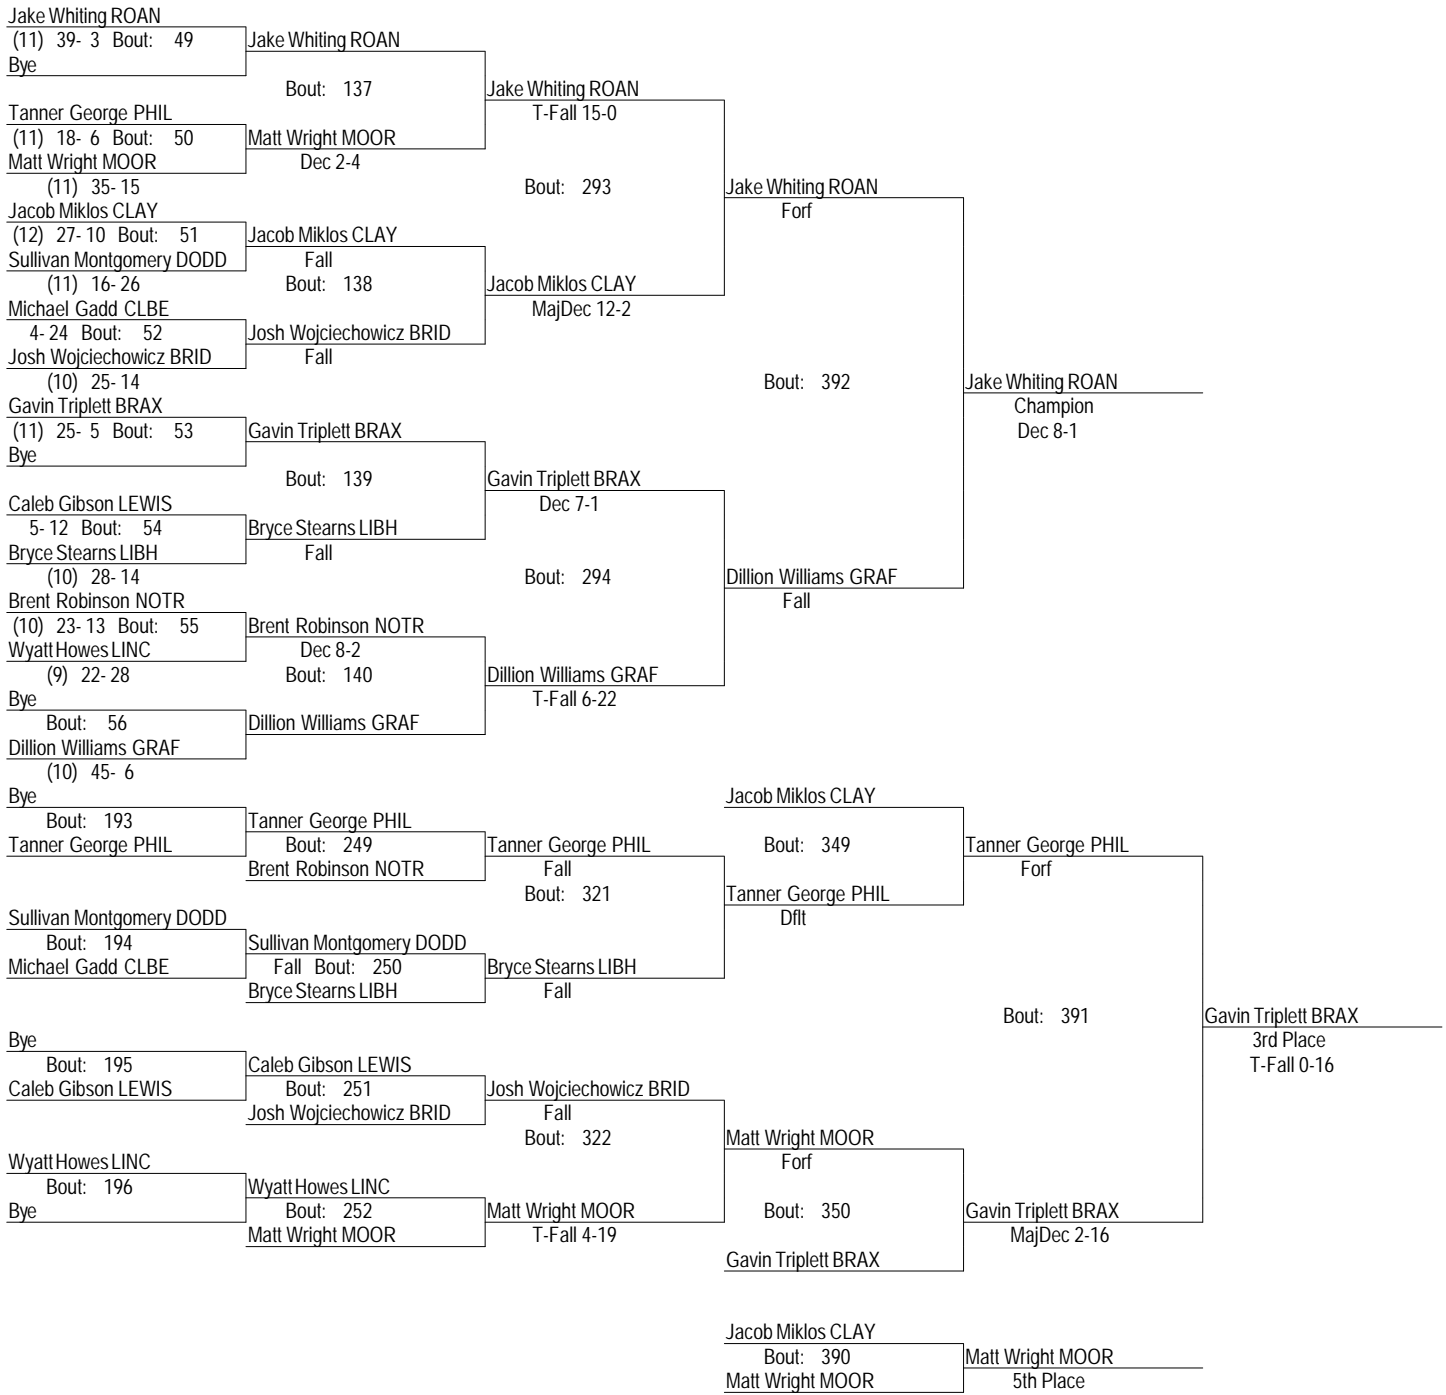 Jake Whiting ROAN
(11) 39- 3 Bout: 49
Bye
Jake Whiting ROAN
Bout: 137
Tanner George PHIL
(11) 18- 6 Bout: 50
Matt Wright MOOR
(11) 35- 15
Matt Wright MOOR
Dec 2-4
Jake Whiting ROAN
T-Fall 15-0
Bout: 293
Jacob Miklos CLAY
(12) 27- 10 Bout: 51
Sullivan Montgomery DODD
(11) 16- 26
Jacob Miklos CLAY
Fall
Bout: 138
Michael Gadd CLBE
4- 24 Bout: 52
Josh Wojciechowicz BRID
(10) 25- 14
Josh Wojciechowicz BRID
Fall
Jacob Miklos CLAY
MajDec 12-2
Jake Whiting ROAN
Forf
Bout: 392
Jake Whiting ROAN
Champion
Dec 8-1
Gavin Triplett BRAX
(11) 25- 5 Bout: 53
Bye
Gavin Triplett BRAX
Bout: 139
Caleb Gibson LEWIS
5- 12 Bout: 54
Bryce Stearns LIBH
(10) 28- 14
Bryce Stearns LIBH
Fall
Gavin Triplett BRAX
Dec 7-1
Bout: 294
Dillion Williams GRAF
Fall
Brent Robinson NOTR
(10) 23- 13 Bout: 55
Wyatt Howes LINC
(9) 22- 28
Brent Robinson NOTR
Dec 8-2
Bout: 140
Bye
Bout: 56
Dillion Williams GRAF
(10) 45- 6
Dillion Williams GRAF
Dillion Williams GRAF
T-Fall 6-22
Bye
Bout: 193
Tanner George PHIL
Tanner George PHIL
Bout: 249
Brent Robinson NOTR
Tanner George PHIL
Fall
Bout: 321
Jacob Miklos CLAY
Bout: 349
Tanner George PHIL
Dflt
Tanner George PHIL
Forf
Sullivan Montgomery DODD
Bout: 194
Michael Gadd CLBE
Sullivan Montgomery DODD
Fall Bout: 250
Bryce Stearns LIBH
Bryce Stearns LIBH
Fall
Bout: 391
Gavin Triplett BRAX
3rd Place
T-Fall 0-16
Bye
Bout: 195
Caleb Gibson LEWIS
Caleb Gibson LEWIS
Bout: 251
Josh Wojciechowicz BRID
Josh Wojciechowicz BRID
Fall
Bout: 322
Matt Wright MOOR
Forf
Bout: 350
Gavin Triplett BRAX
Gavin Triplett BRAX
MajDec 2-16
Wyatt Howes LINC
Bout: 196
Bye
Wyatt Howes LINC
Bout: 252
Matt Wright MOOR
Matt Wright MOOR
T-Fall 4-19
Jacob Miklos CLAY
Bout: 390
Matt Wright MOOR
Matt Wright MOOR
5th Place